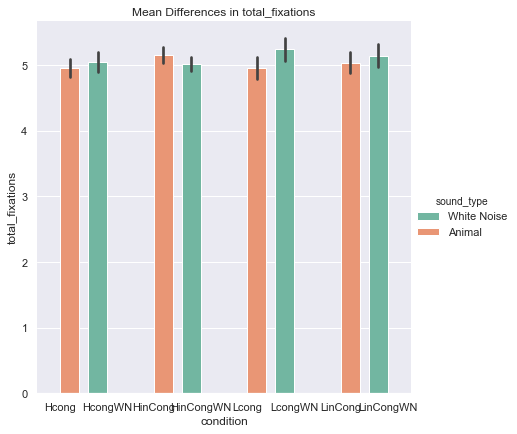 Mean Differences in total_fixations
total_fixations
5
4
3
2
1
0
Hcong HcongWN HinCong HinCongWN Lcong LcongWN LinCong LinCongWN
condition
sound_type
White Noise
Animal